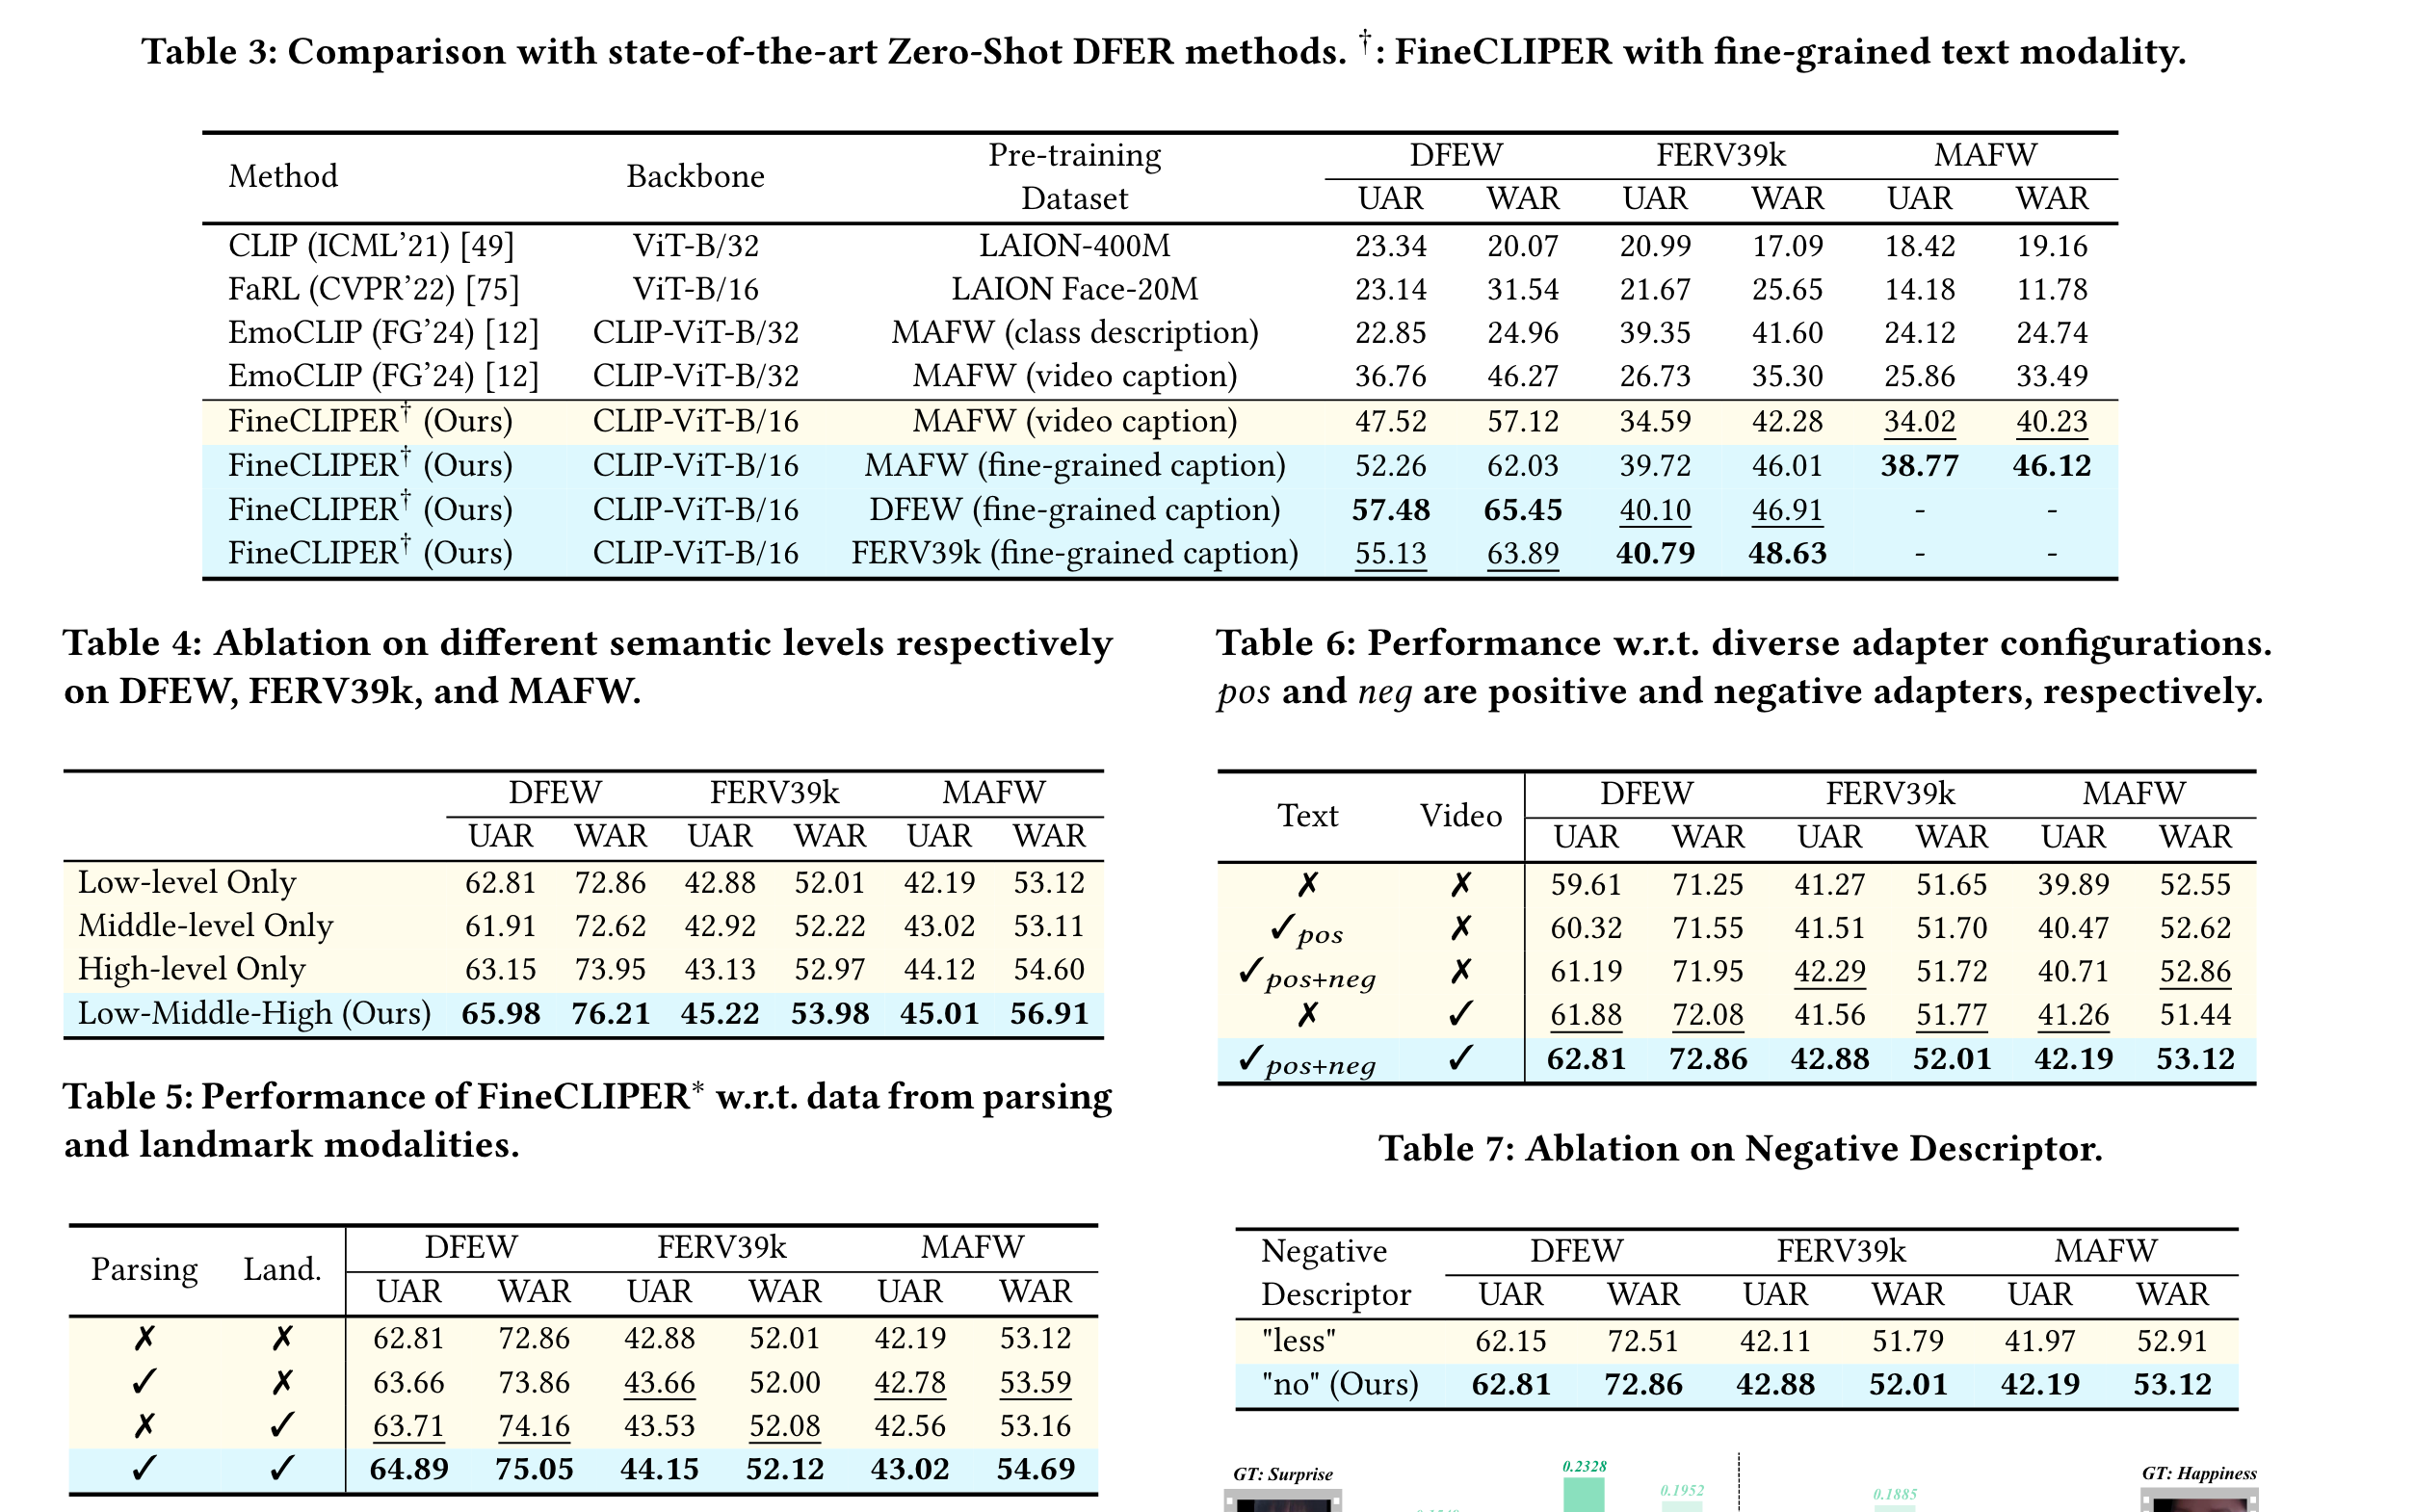 Table 3: Comparison with state-of-the-art Zero-Shot DFER methods. †: FineCLIPER with fine-grained text modality.
Method Backbone Pre-training Dataset DFEW FERV39k MAFW
UAR WAR UAR WAR UAR WAR
CLIP (ICML'21) [49] ViT-B/32 LAION-400M 23.34 20.07 20.99 17.09 18.42 19.16
FaRL (CVPR'22) [75] ViT-B/16 LAION Face-20M 23.14 31.54 21.67 25.65 14.18 11.78
EmoCLIP (FG'24) [12] CLIP-ViT-B/32 MAFW (class description) 22.85 24.96 39.35 41.60 24.12 24.74
EmoCLIP (FG'24) [12] CLIP-ViT-B/32 MAFW (video caption) 36.76 46.27 26.73 35.30 25.86 33.49
FineCLIPER† (Ours) CLIP-ViT-B/16 MAFW (video caption) 47.52 57.12 34.59 42.28 34.02 40.23
FineCLIPER† (Ours) CLIP-ViT-B/16 MAFW (fine-grained caption) 52.26 62.03 39.72 46.01 38.77 46.12
FineCLIPER† (Ours) CLIP-ViT-B/16 DFEW (fine-grained caption) 57.48 65.45 40.10 46.91 - -
FineCLIPER† (Ours) CLIP-ViT-B/16 FERV39k (fine-grained caption) 55.13 63.89 40.79 48.63 - -
Table 4: Ablation on different semantic levels respectively
on DFEW, FERV39k, and MAFW.
DFEW FERV39k MAFW
UAR WAR UAR WAR UAR WAR
Low-level Only 62.81 72.86 42.88 52.01 42.19 53.12
Middle-level Only 61.91 72.62 42.92 52.22 43.02 53.11
High-level Only 63.15 73.95 43.13 52.97 44.12 54.60
Low-Middle-High (Ours) 65.98 76.21 45.22 53.98 45.01 56.91
Table 5: Performance of FineCLIPER* w.r.t. data from parsing
and landmark modalities.
Parsing Land. DFEW FERV39k MAFW
UAR WAR UAR WAR UAR WAR
✗ ✗ 62.81 72.86 42.88 52.01 42.19 53.12
✓ ✗ 63.66 73.86 43.66 52.00 42.78 53.59
✗ ✓ 63.71 74.16 43.53 52.08 42.56 53.16
✓ ✓ 64.89 75.05 44.15 52.12 43.02 54.69
Table 6: Performance w.r.t. diverse adapter configurations.
pos and neg are positive and negative adapters, respectively.
Text Video DFEW FERV39k MAFW
UAR WAR UAR WAR UAR WAR
✗ ✗ 59.61 71.25 41.27 51.65 39.89 52.55
✓pos ✗ 60.32 71.55 41.51 51.70 40.47 52.62
✓pos+neg ✗ 61.19 71.95 42.29 51.72 40.71 52.86
✗ ✓ 61.88 72.08 41.56 51.77 41.26 51.44
✓pos+neg ✓ 62.81 72.86 42.88 52.01 42.19 53.12
Table 7: Ablation on Negative Descriptor.
Negative Descriptor DFEW FERV39k MAFW
UAR WAR UAR WAR UAR WAR
"less" 62.15 72.51 42.11 51.79 41.97 52.91
"no" (Ours) 62.81 72.86 42.88 52.01 42.19 53.12
GT: Surprise 0.2328 0.1952 0.1885 GT: Happiness